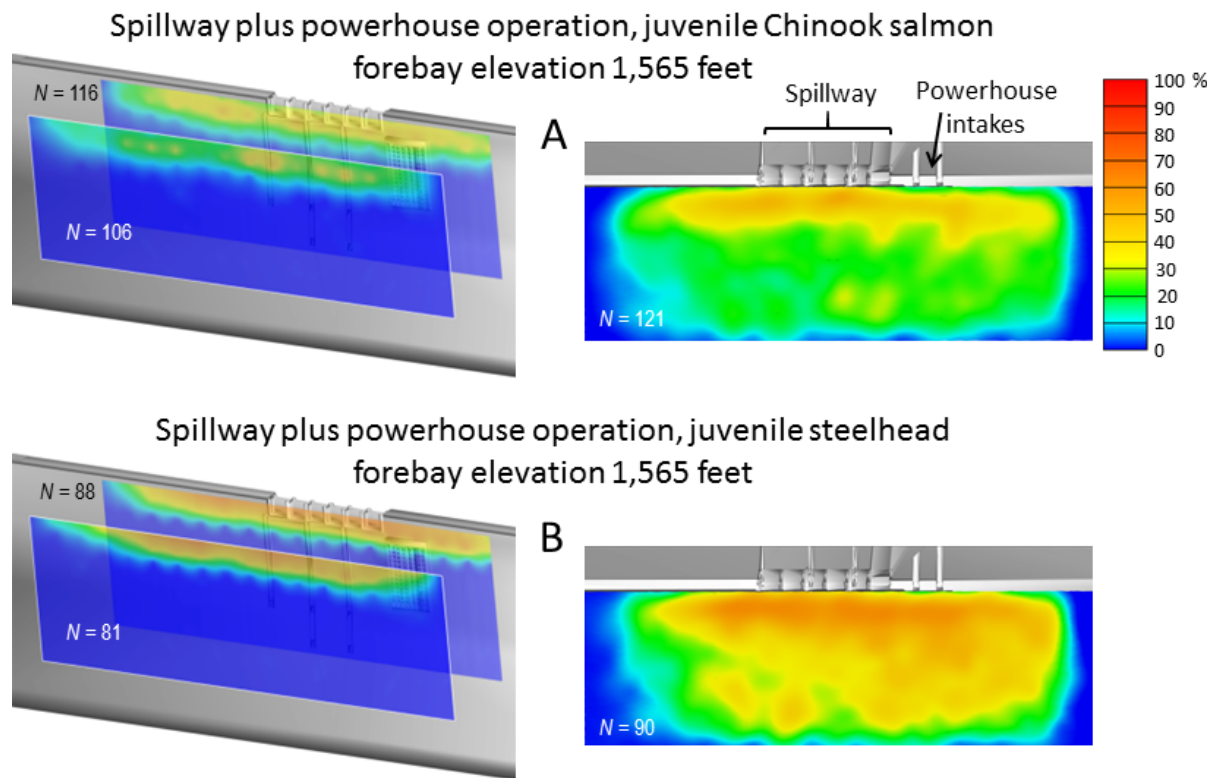 Spillway plus powerhouse operation, juvenile Chinook salmon
forebay elevation 1,565 feet
N = 116
N = 106
A
Spillway
Powerhouse
intakes
N = 121
100 %
90
80
70
60
50
40
30
20
10
0
Spillway plus powerhouse operation, juvenile steelhead
forebay elevation 1,565 feet
N = 88
N = 81
B
N = 90